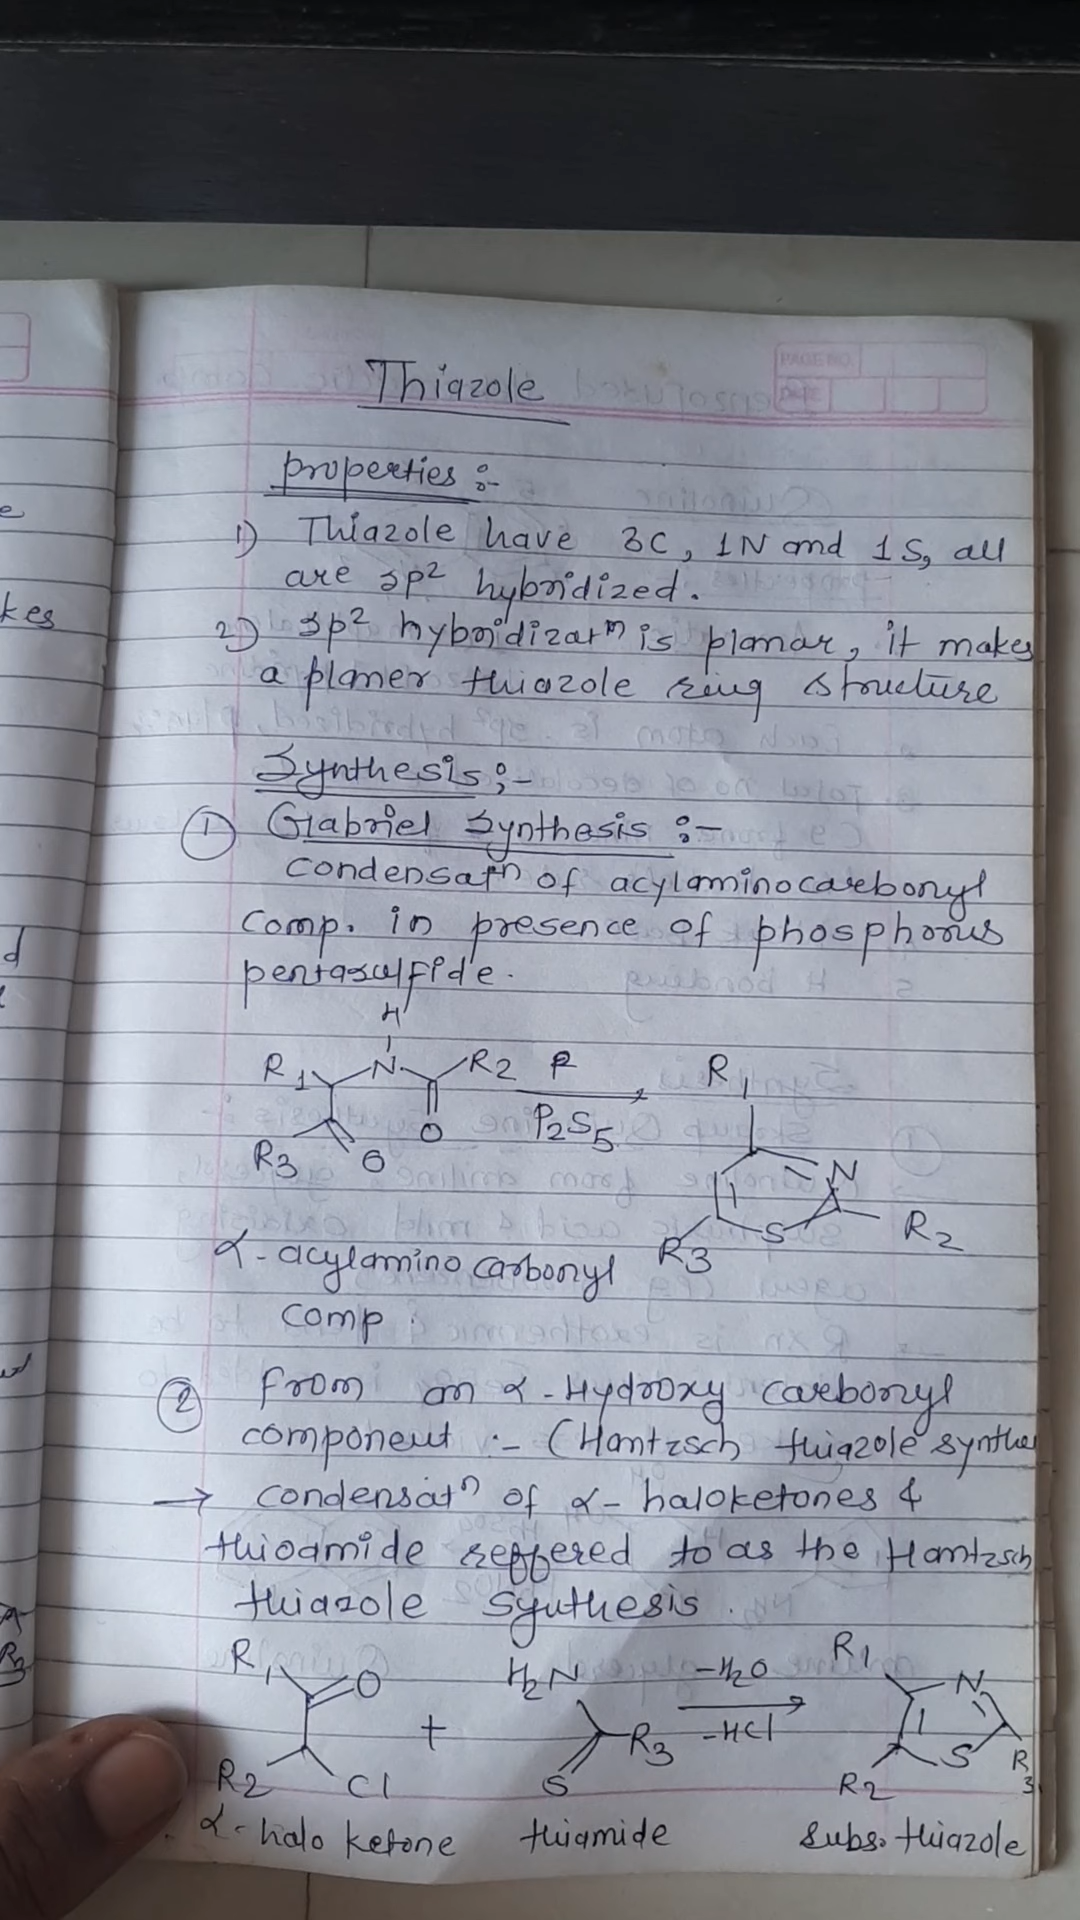 PAGE NO.
Thiazole
properties :-
1) Thiazole have 3C, 1N and 1S, all
are sp² hybridized.
2) sp² hybridizatⁿ is planar, it makes
a planer thiazole ring structure
Synthesis :-
① Gabriel Synthesis :-
condensatⁿ of acylaminocarbonyl
comp. in presence of phosphorus
pentasulfide.
H
R1 N R2 P R1
O P2S5
R3 O N
S R2
R3
α-acylamino carbonyl
comp.
② from an α-Hydroxy carbonyl
component :- (Hantzsch thiazole synthe
→ condensatⁿ of α-haloketones &
thioamide reffered to as the Hantzsch
thiazole synthesis.
R1 O H2N -H2O R1 N
+ R3 -HCl S R3
R2 Cl S R2
α-halo ketone thiamide subs. thiazole
kes
d